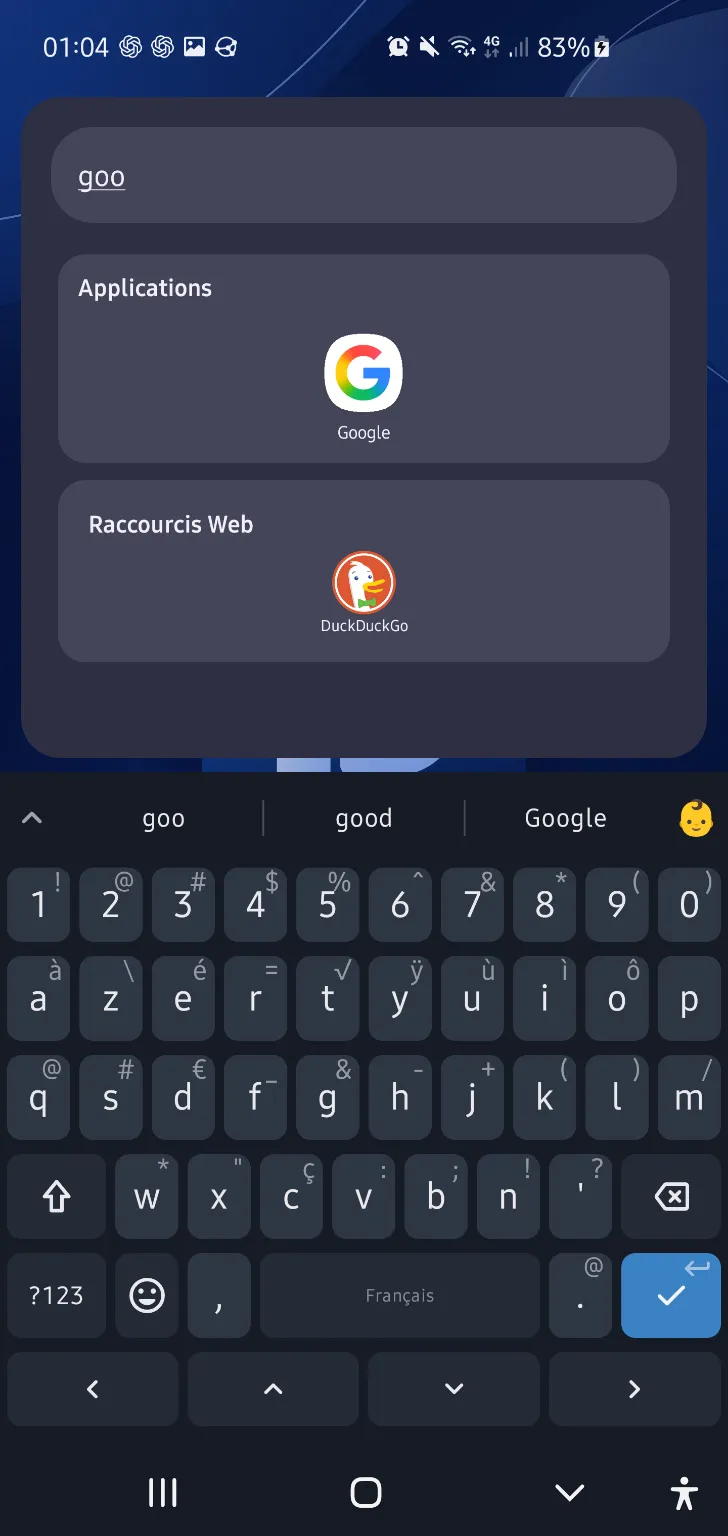 01:04 4G 83%
goo
Applications
Google
Raccourcis Web
DuckDuckGo
goo good Google
1 ! 2 @ 3 # 4 $ 5 % 6 ^ 7 & 8 * 9 ( 0 )
a à z \ e é r = t √ y ÿ u ù i ì o ô p
q @ s # d € f _ g & h - j + k ( l ) m /
w * x " c ç v : b ; n ! ' ?
?123 , Français . @